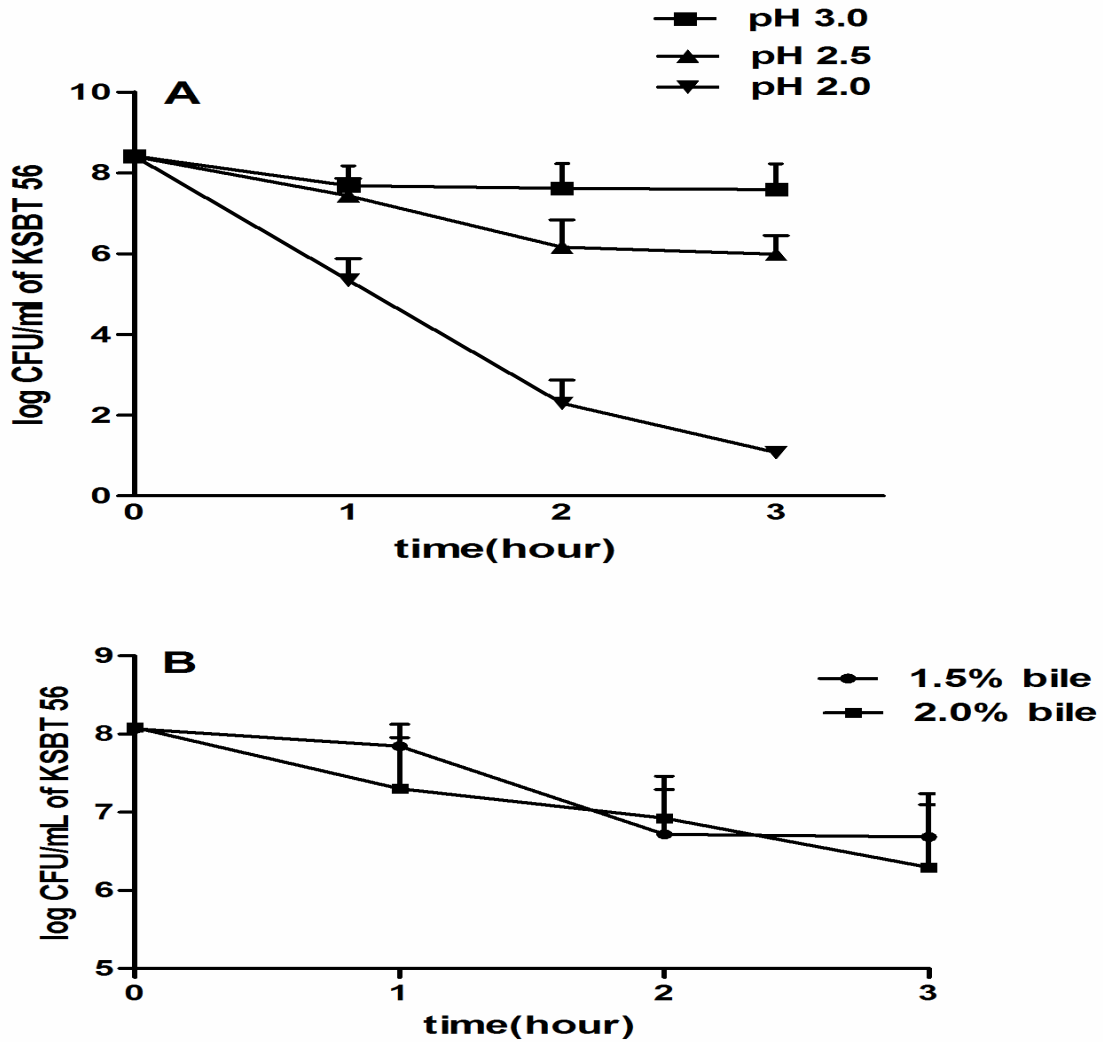 pH 3.0
pH 2.5
pH 2.0
A
10
8
6
4
2
0
log CFU/ml of KSBT 56
0 1 2 3
time(hour)
B
1.5% bile
2.0% bile
9
8
7
6
5
log CFU/mL of KSBT 56
0 1 2 3
time(hour)